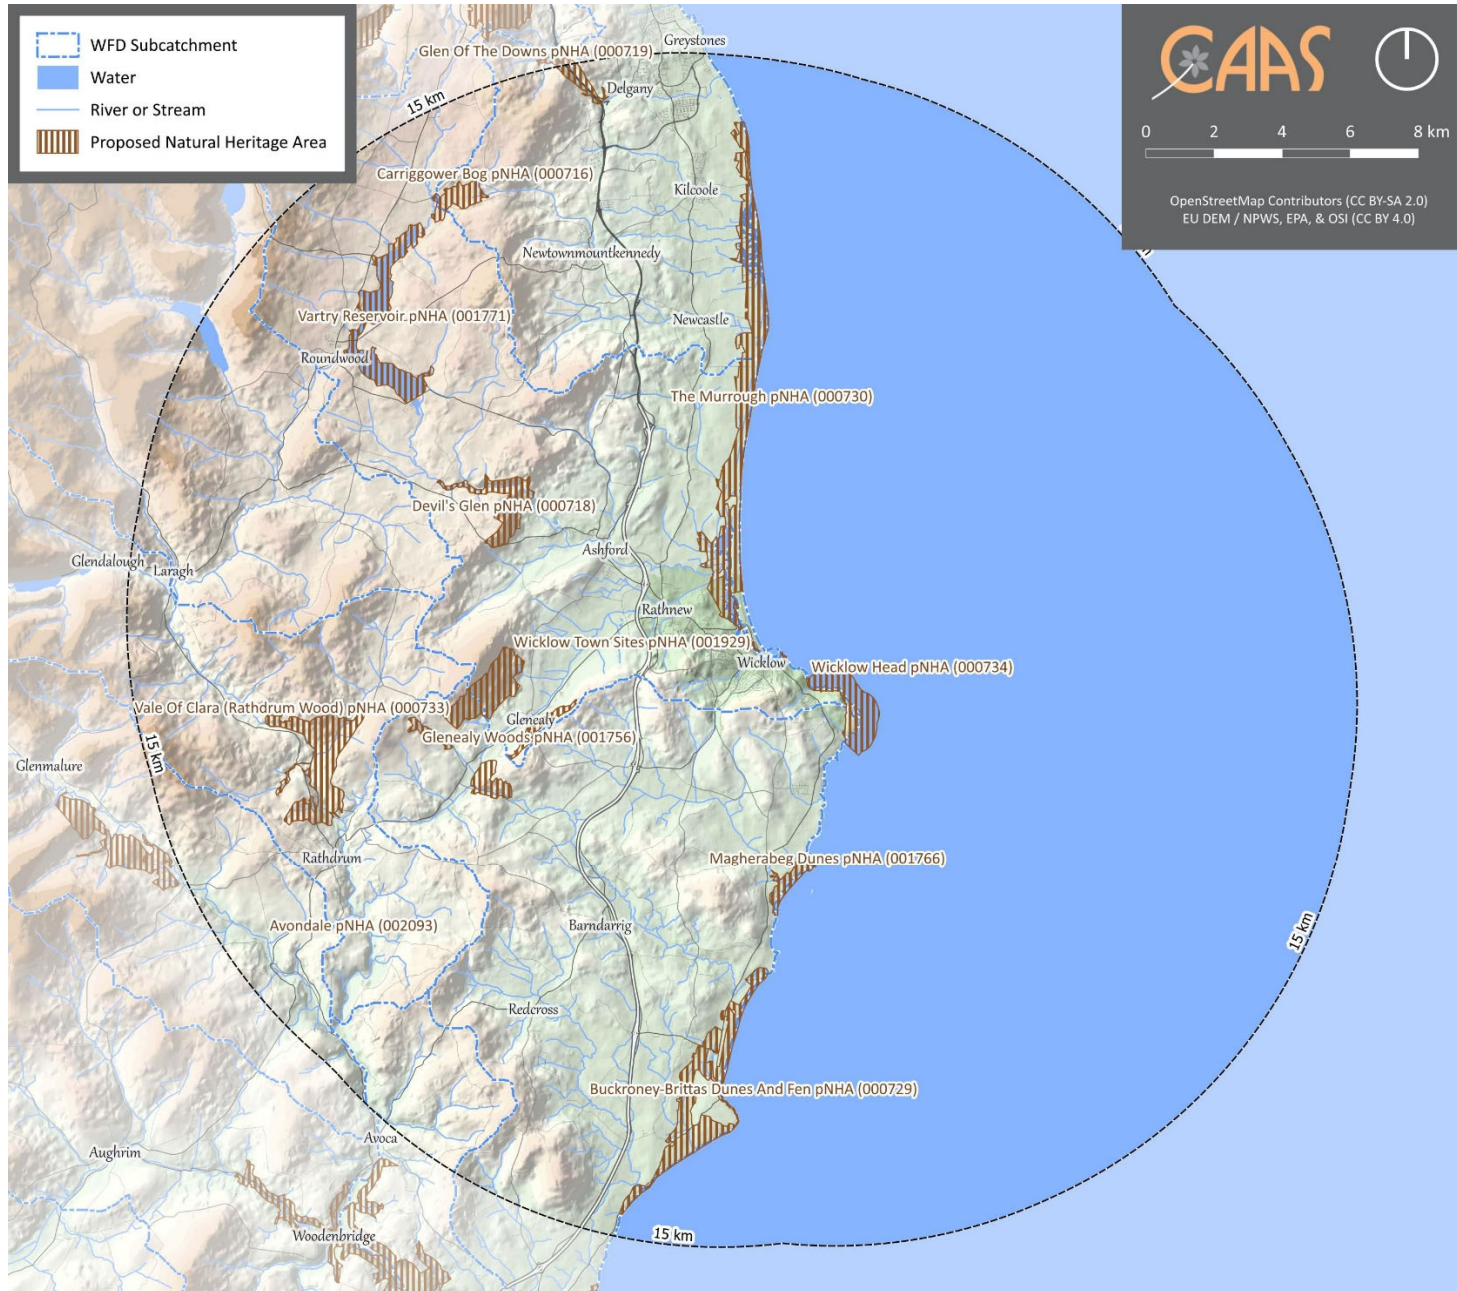 WFD Subcatchment
Water
River or Stream
Proposed Natural Heritage Area
CAAS
0 2 4 6 8 km
OpenStreetMap Contributors (CC BY-SA 2.0)
EU DEM / NPWS, EPA, & OSI (CC BY 4.0)
Greystones
Glen Of The Downs pNHA (000719)
Delgany
15 km
Carriggower Bog pNHA (000716)
Kilcoole
Newtownmountkennedy
Vartry Reservoir pNHA (001771)
Newcastle
Roundwood
The Murrough pNHA (000730)
Devil's Glen pNHA (000718)
Ashford
Glendalough
Laragh
Rathnew
Wicklow Town Sites pNHA (001929)
Wicklow
Wicklow Head pNHA (000734)
Vale Of Clara (Rathdrum Wood) pNHA (000733)
Glenealy
Glenealy Woods pNHA (001756)
15 km
Glenmalure
Rathdrum
Magherabeg Dunes pNHA (001766)
Avondale pNHA (002093)
Barndarrig
15 km
Redcross
Buckroney-Brittas Dunes And Fen pNHA (000729)
Avoca
Aughrim
Woodenbridge
15 km